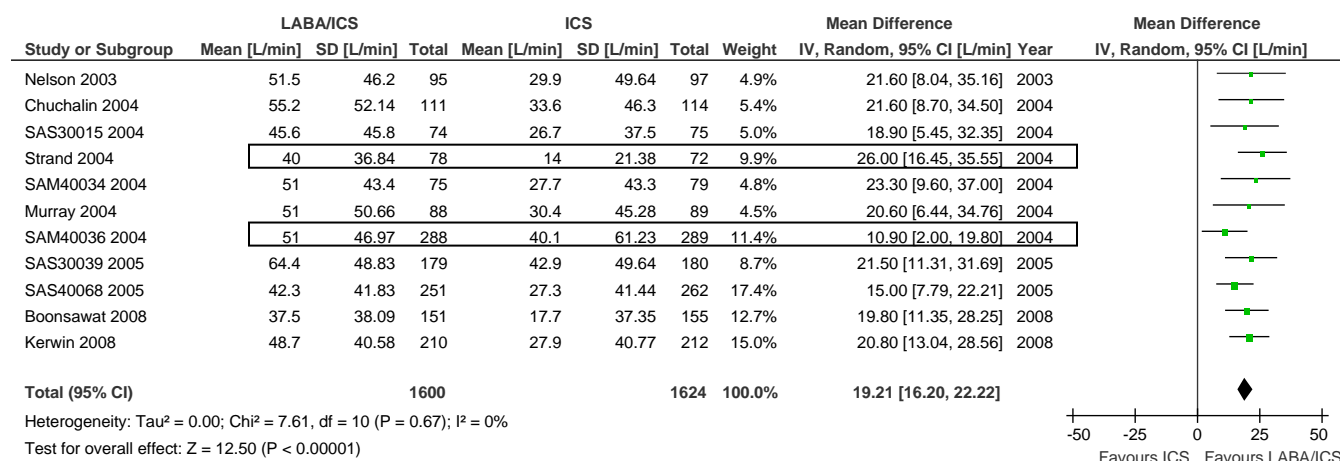 LABA/ICS ICS Mean Difference Mean Difference
Study or Subgroup Mean [L/min] SD [L/min] Total Mean [L/min] SD [L/min] Total Weight IV, Random, 95% CI [L/min] Year IV, Random, 95% CI [L/min]
Nelson 2003 51.5 46.2 95 29.9 49.64 97 4.9% 21.60 [8.04, 35.16] 2003
Chuchalin 2004 55.2 52.14 111 33.6 46.3 114 5.4% 21.60 [8.70, 34.50] 2004
SAS30015 2004 45.6 45.8 74 26.7 37.5 75 5.0% 18.90 [5.45, 32.35] 2004
Strand 2004 40 36.84 78 14 21.38 72 9.9% 26.00 [16.45, 35.55] 2004
SAM40034 2004 51 43.4 75 27.7 43.3 79 4.8% 23.30 [9.60, 37.00] 2004
Murray 2004 51 50.66 88 30.4 45.28 89 4.5% 20.60 [6.44, 34.76] 2004
SAM40036 2004 51 46.97 288 40.1 61.23 289 11.4% 10.90 [2.00, 19.80] 2004
SAS30039 2005 64.4 48.83 179 42.9 49.64 180 8.7% 21.50 [11.31, 31.69] 2005
SAS40068 2005 42.3 41.83 251 27.3 41.44 262 17.4% 15.00 [7.79, 22.21] 2005
Boonsawat 2008 37.5 38.09 151 17.7 37.35 155 12.7% 19.80 [11.35, 28.25] 2008
Kerwin 2008 48.7 40.58 210 27.9 40.77 212 15.0% 20.80 [13.04, 28.56] 2008
Total (95% CI) 1600 1624 100.0% 19.21 [16.20, 22.22]
Heterogeneity: Tau² = 0.00; Chi² = 7.61, df = 10 (P = 0.67); I² = 0%
Test for overall effect: Z = 12.50 (P < 0.00001)
-50 -25 0 25 50
Favours ICS Favours LABA/ICS